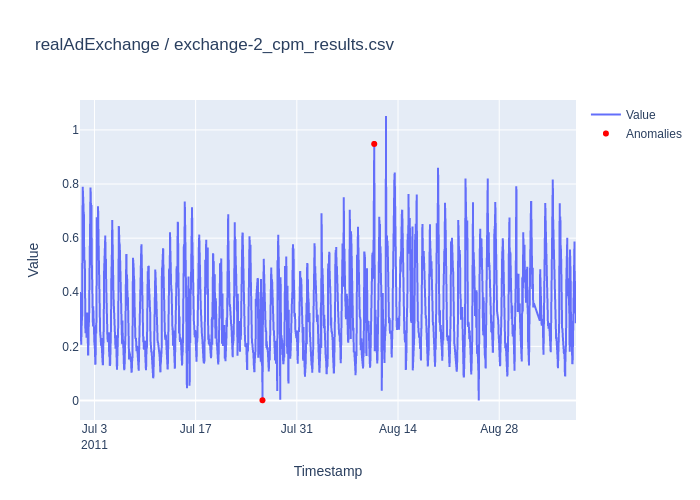 realAdExchange / exchange-2_cpm_results.csv
Value
Anomalies
1
0.8
0.6
0.4
0.2
0
Value
Jul 3
2011
Jul 17
Jul 31
Aug 14
Aug 28
Timestamp